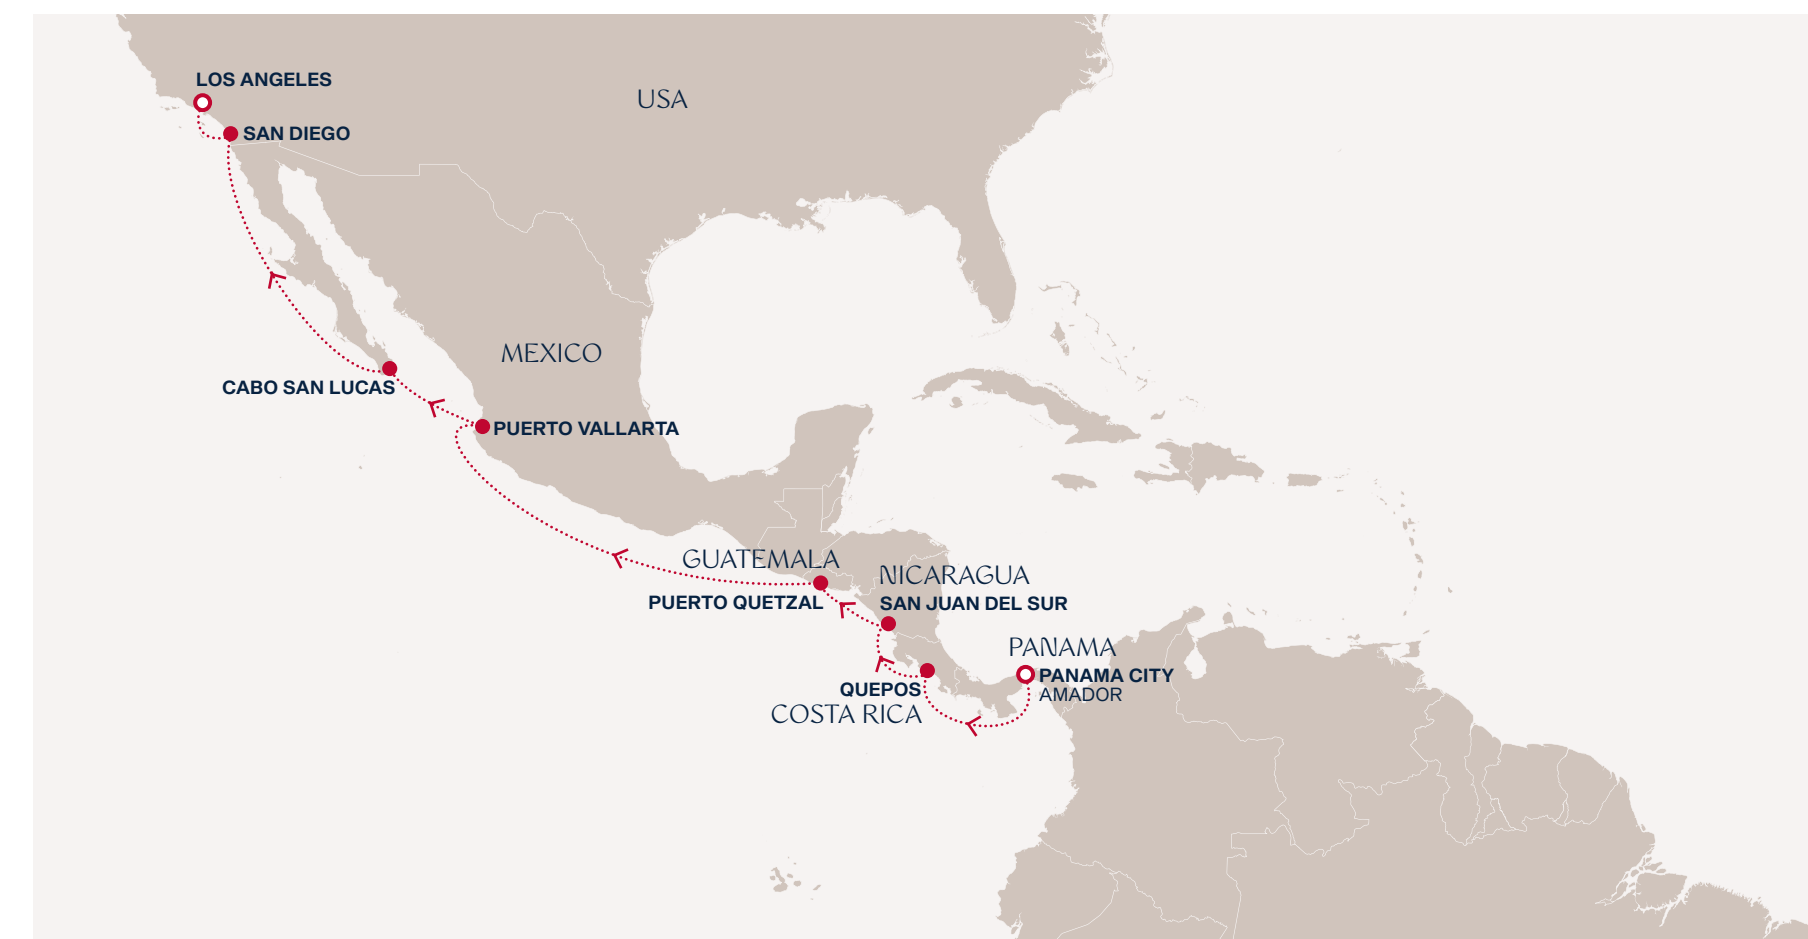 LOS ANGELES
USA
SAN DIEGO
MEXICO
CABO SAN LUCAS
PUERTO VALLARTA
GUATEMALA
NICARAGUA
PUERTO QUETZAL
SAN JUAN DEL SUR
PANAMA
PANAMA CITY
AMADOR
QUEPOS
COSTA RICA